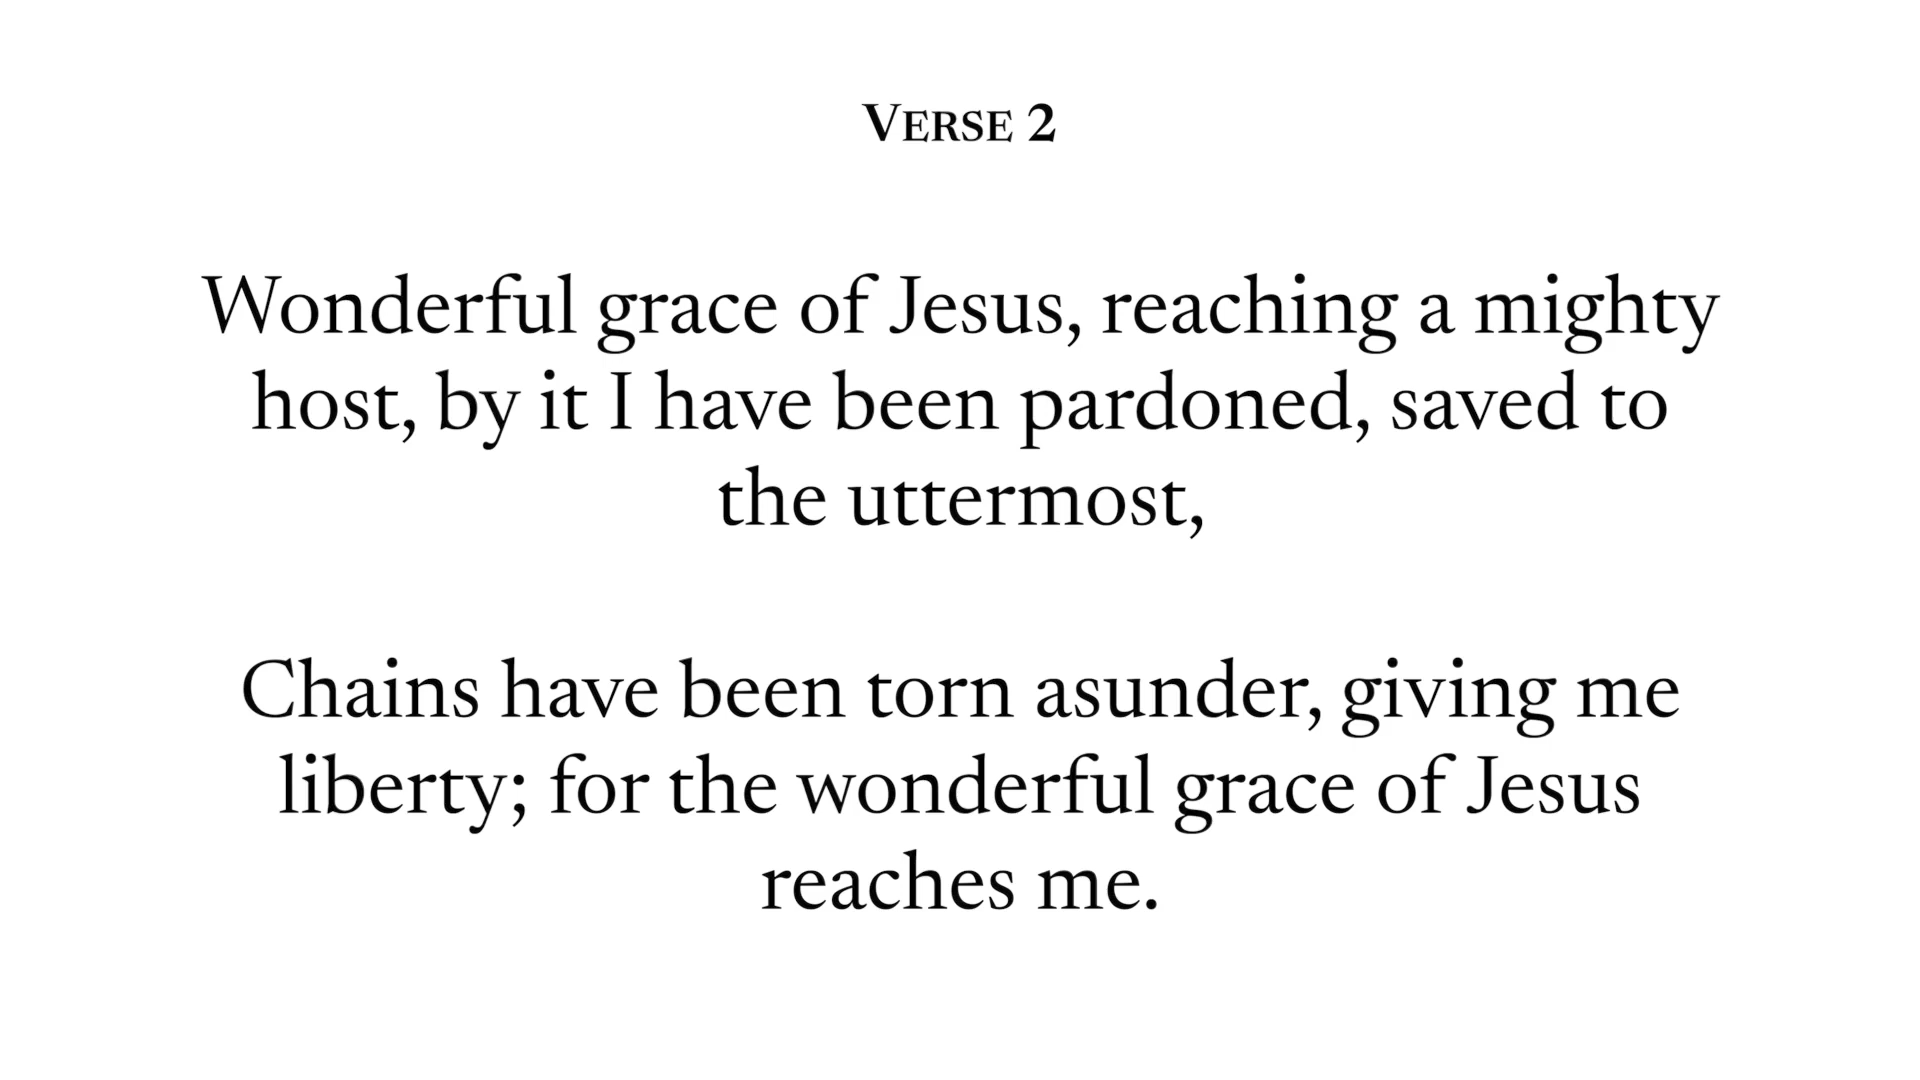 Verse 2
Wonderful grace of Jesus, reaching a mighty
host, by it I have been pardoned, saved to
the uttermost,
Chains have been torn asunder, giving me
liberty; for the wonderful grace of Jesus
reaches me.